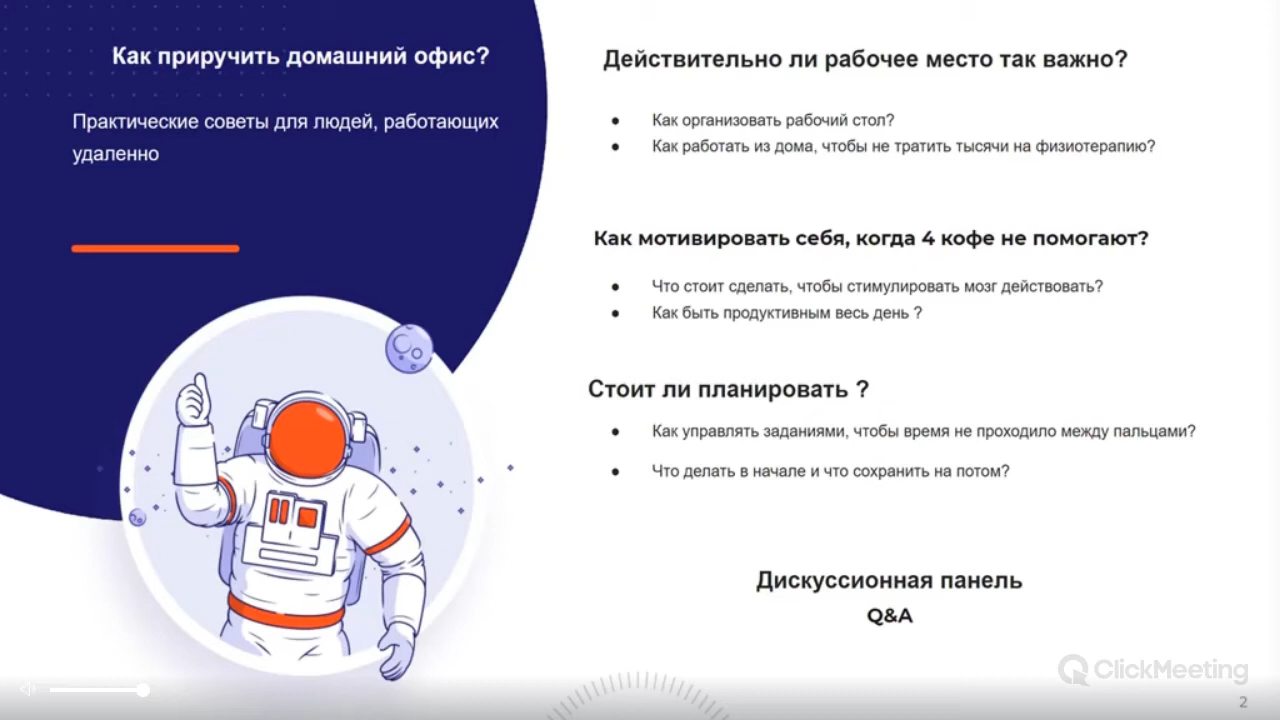 Как приручить домашний офис?
Практические советы для людей, работающих
удаленно
Действительно ли рабочее место так важно?
● Как организовать рабочий стол?
● Как работать из дома, чтобы не тратить тысячи на физиотерапию?
Как мотивировать себя, когда 4 кофе не помогают?
● Что стоит сделать, чтобы стимулировать мозг действовать?
● Как быть продуктивным весь день ?
Стоит ли планировать ?
● Как управлять заданиями, чтобы время не проходило между пальцами?
● Что делать в начале и что сохранить на потом?
Дискуссионная панель
Q&A
ClickMeeting
2